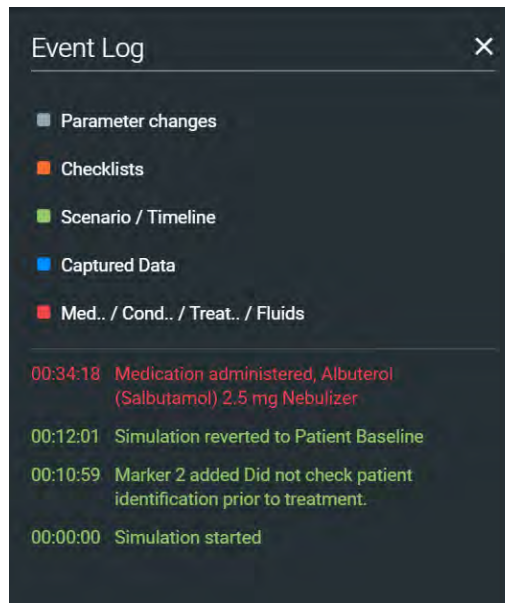 Event Log
Parameter changes
Checklists
Scenario / Timeline
Captured Data
Med.. / Cond.. / Treat.. / Fluids
00:34:18 Medication administered, Albuterol
(Salbutamol) 2.5 mg Nebulizer
00:12:01 Simulation reverted to Patient Baseline
00:10:59 Marker 2 added Did not check patient
identification prior to treatment.
00:00:00 Simulation started